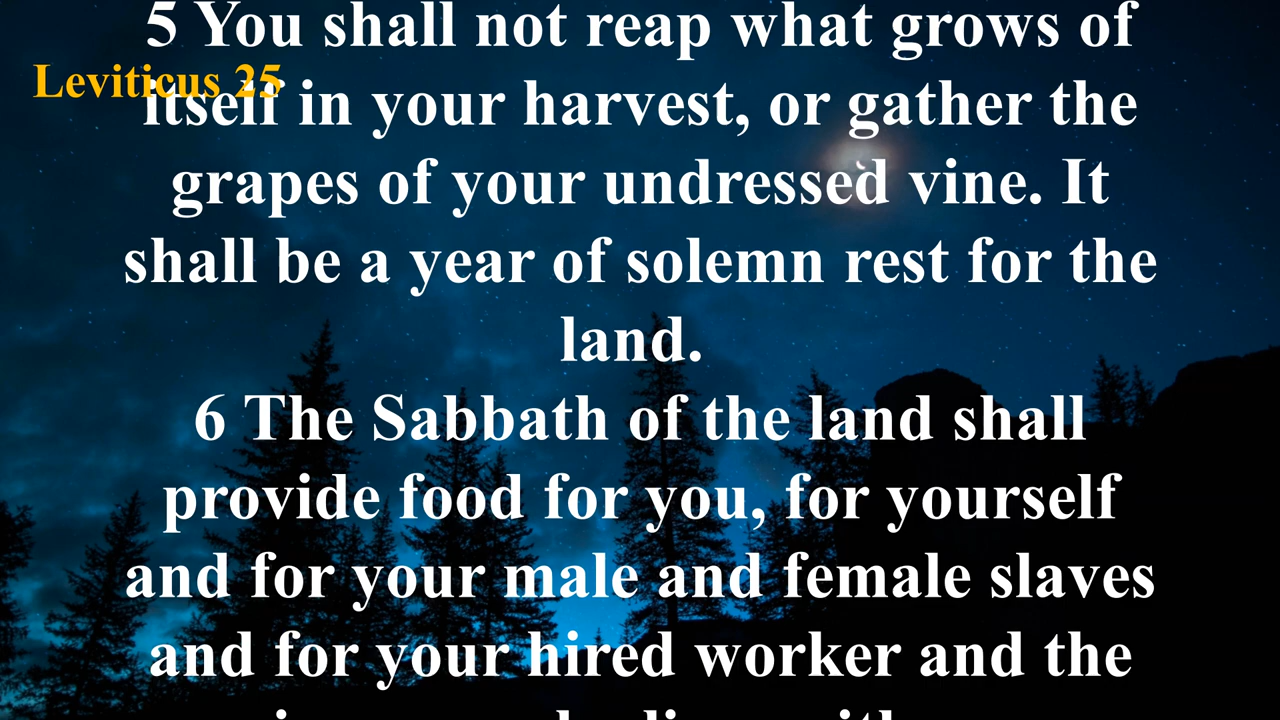 5 You shall not reap what grows of
Leviticus 25
itself in your harvest, or gather the
grapes of your undressed vine. It
shall be a year of solemn rest for the
land.
6 The Sabbath of the land shall
provide food for you, for yourself
and for your male and female slaves
and for your hired worker and the